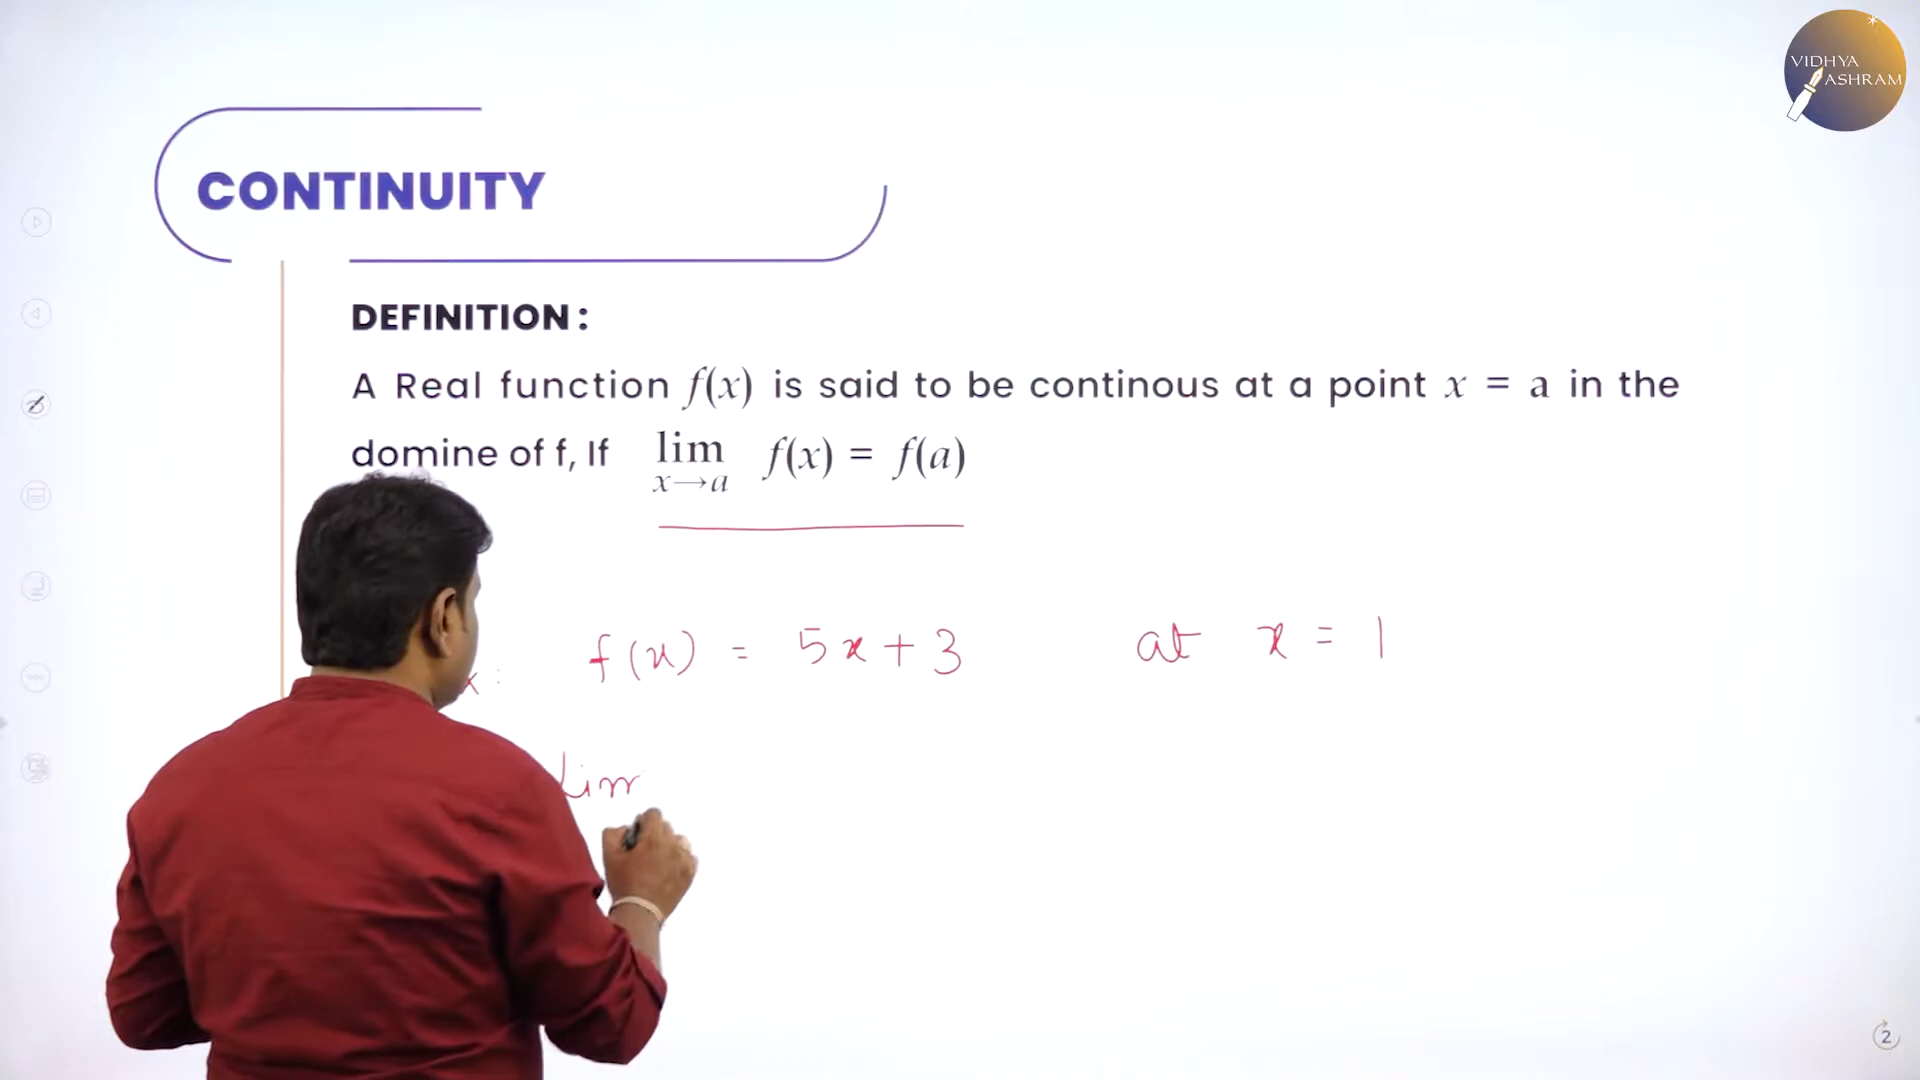 VIDHYA
ASHRAM
CONTINUITY
DEFINITION :
A Real function f(x) is said to be continous at a point x = a in the
domine of f, If lim f(x) = f(a)
x→a
x : f(x) = 5x + 3 at x = 1
Lim
2